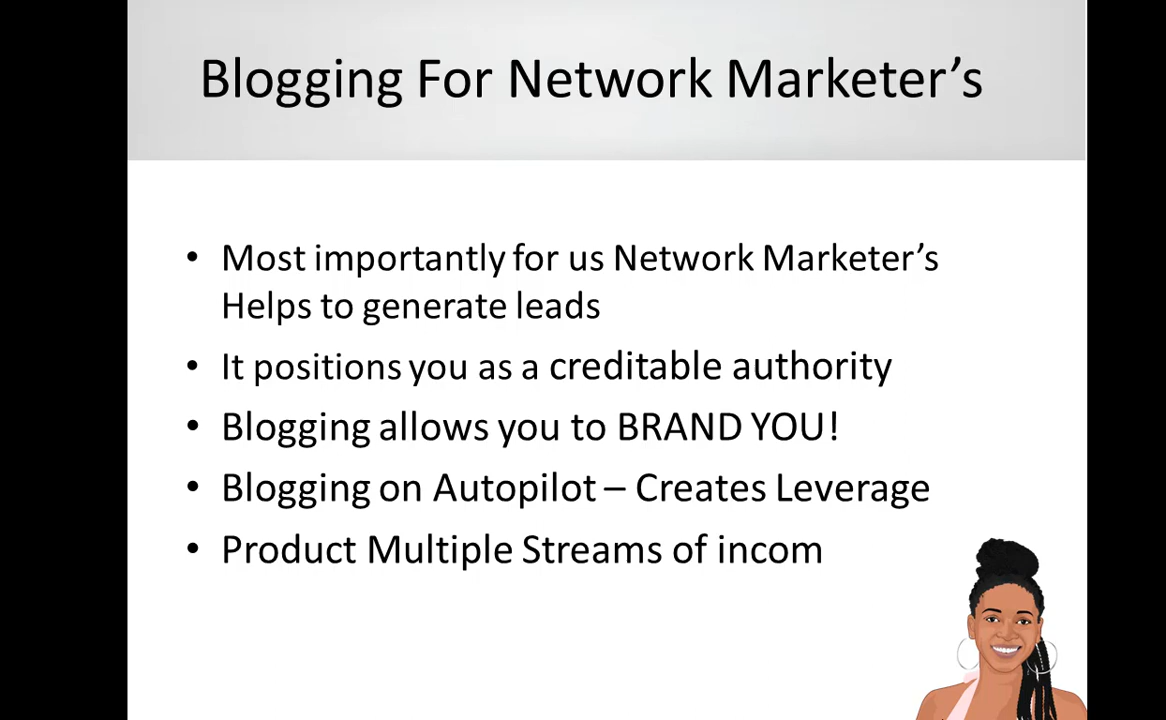 Blogging For Network Marketer’s
• Most importantly for us Network Marketer’s
Helps to generate leads
• It positions you as a creditable authority
• Blogging allows you to BRAND YOU!
• Blogging on Autopilot – Creates Leverage
• Product Multiple Streams of incom